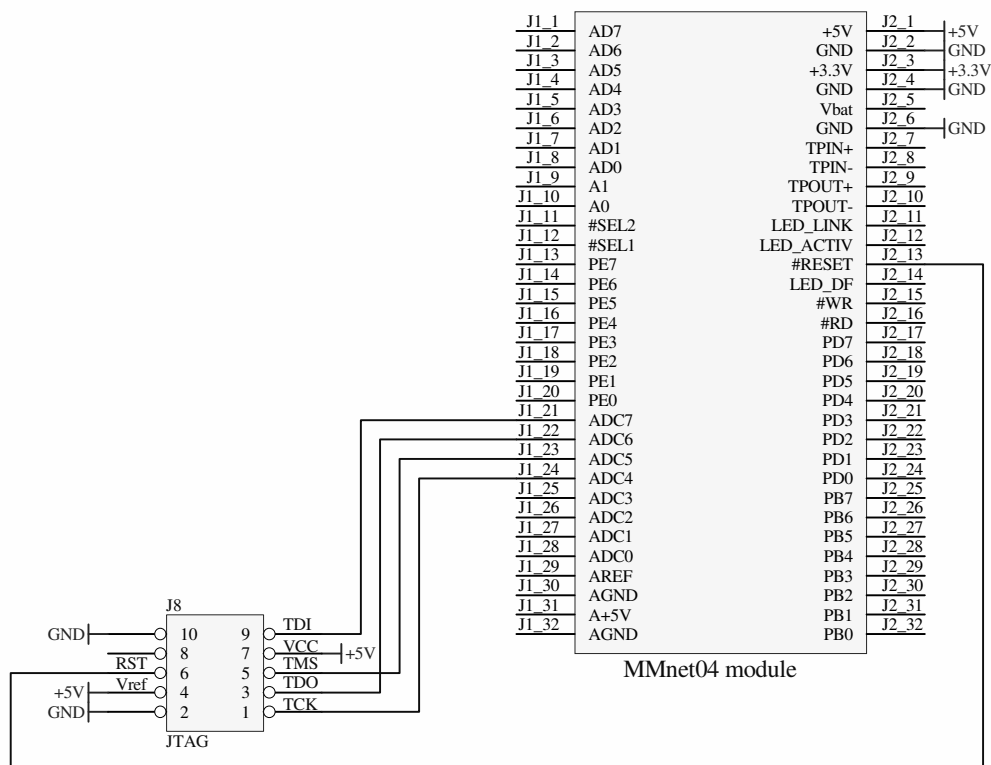 J1_1 AD7 +5V J2_1 +5V
J1_2 AD6 GND J2_2 GND
J1_3 AD5 +3.3V J2_3 +3.3V
J1_4 AD4 GND J2_4 GND
J1_5 AD3 Vbat J2_5
J1_6 AD2 GND J2_6 GND
J1_7 AD1 TPIN+ J2_7
J1_8 AD0 TPIN- J2_8
J1_9 A1 TPOUT+ J2_9
J1_10 A0 TPOUT- J2_10
J1_11 #SEL2 LED_LINK J2_11
J1_12 #SEL1 LED_ACTIV J2_12
J1_13 PE7 #RESET J2_13
J1_14 PE6 LED_DF J2_14
J1_15 PE5 #WR J2_15
J1_16 PE4 #RD J2_16
J1_17 PE3 PD7 J2_17
J1_18 PE2 PD6 J2_18
J1_19 PE1 PD5 J2_19
J1_20 PE0 PD4 J2_20
J1_21 ADC7 PD3 J2_21
J1_22 ADC6 PD2 J2_22
J1_23 ADC5 PD1 J2_23
J1_24 ADC4 PD0 J2_24
J1_25 ADC3 PB7 J2_25
J1_26 ADC2 PB6 J2_26
J1_27 ADC1 PB5 J2_27
J1_28 ADC0 PB4 J2_28
J1_29 AREF PB3 J2_29
J1_30 AGND PB2 J2_30
J1_31 A+5V PB1 J2_31
J1_32 AGND PB0 J2_32
MMnet04 module
J8
GND 10 9 TDI
8 7 VCC +5V
RST 6 5 TMS
+5V Vref 4 3 TDO
GND 2 1 TCK
JTAG